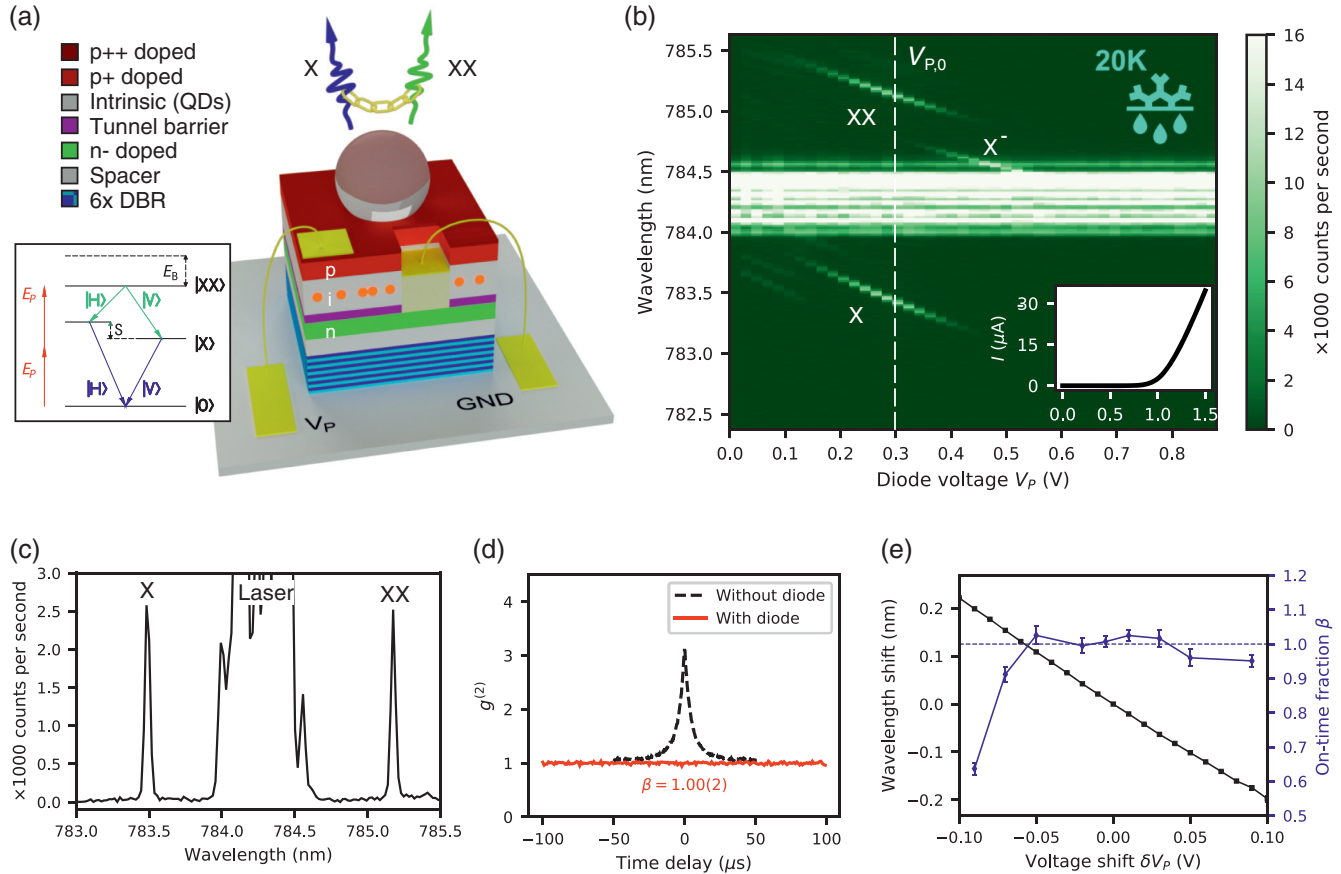 (a)
p++ doped
p+ doped
Intrinsic (QDs)
Tunnel barrier
n- doped
Spacer
6x DBR
X
XX
p
i
n
V_P
GND
E_B
|XX⟩
E_P
|H⟩
|V⟩
S
|X⟩
E_P
|H⟩
|V⟩
|0⟩
(b)
785.5
785.0
784.5
784.0
783.5
783.0
782.5
Wavelength (nm)
V_P,0
20K
XX
X⁻
X
I (μA)
30
15
0
0.0 0.5 1.0 1.5
0.0 0.1 0.2 0.3 0.4 0.5 0.6 0.7 0.8
Diode voltage V_P (V)
16
14
12
10
8
6
4
2
0
×1000 counts per second
(c)
×1000 counts per second
3.0
2.5
2.0
1.5
1.0
0.5
0.0
X
Laser
XX
783.0 783.5 784.0 784.5 785.0 785.5
Wavelength (nm)
(d)
g⁽²⁾
4
3
2
1
0
Without diode
With diode
β = 1.00(2)
−100 −50 0 50 100
Time delay (μs)
(e)
Wavelength shift (nm)
0.2
0.1
0.0
−0.1
−0.2
1.2
1.1
1.0
0.9
0.8
0.7
0.6
0.5
On-time fraction β
−0.10 −0.05 0.00 0.05 0.10
Voltage shift δV_P (V)